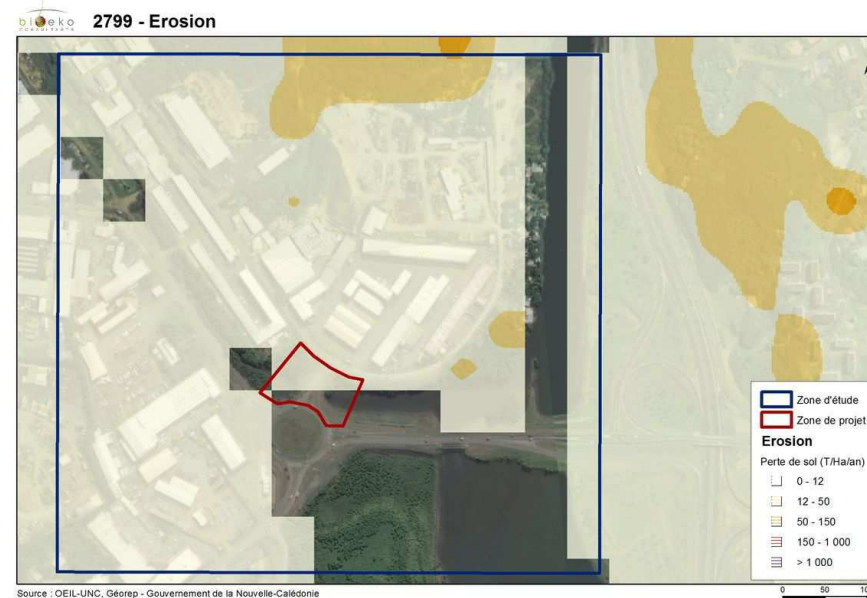 bioeko
CONSULTANTS
2799 - Erosion
Zone d'étude
Zone de projet
Erosion
Perte de sol (T/Ha/an)
0 - 12
12 - 50
50 - 150
150 - 1 000
> 1 000
Source : OEIL-UNC, Géorep - Gouvernement de la Nouvelle-Calédonie
0 50